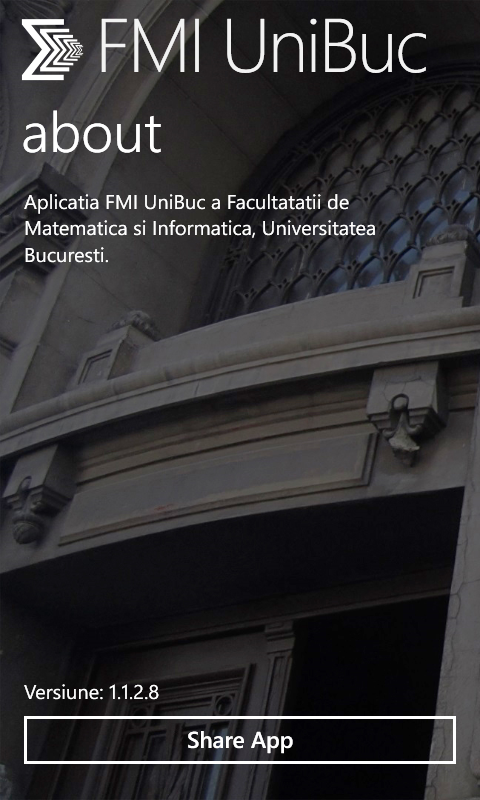 FMI UniBuc
about
Aplicatia FMI UniBuc a Facultatatii de
Matematica si Informatica, Universitatea
Bucuresti.
Versiune: 1.1.2.8
Share App